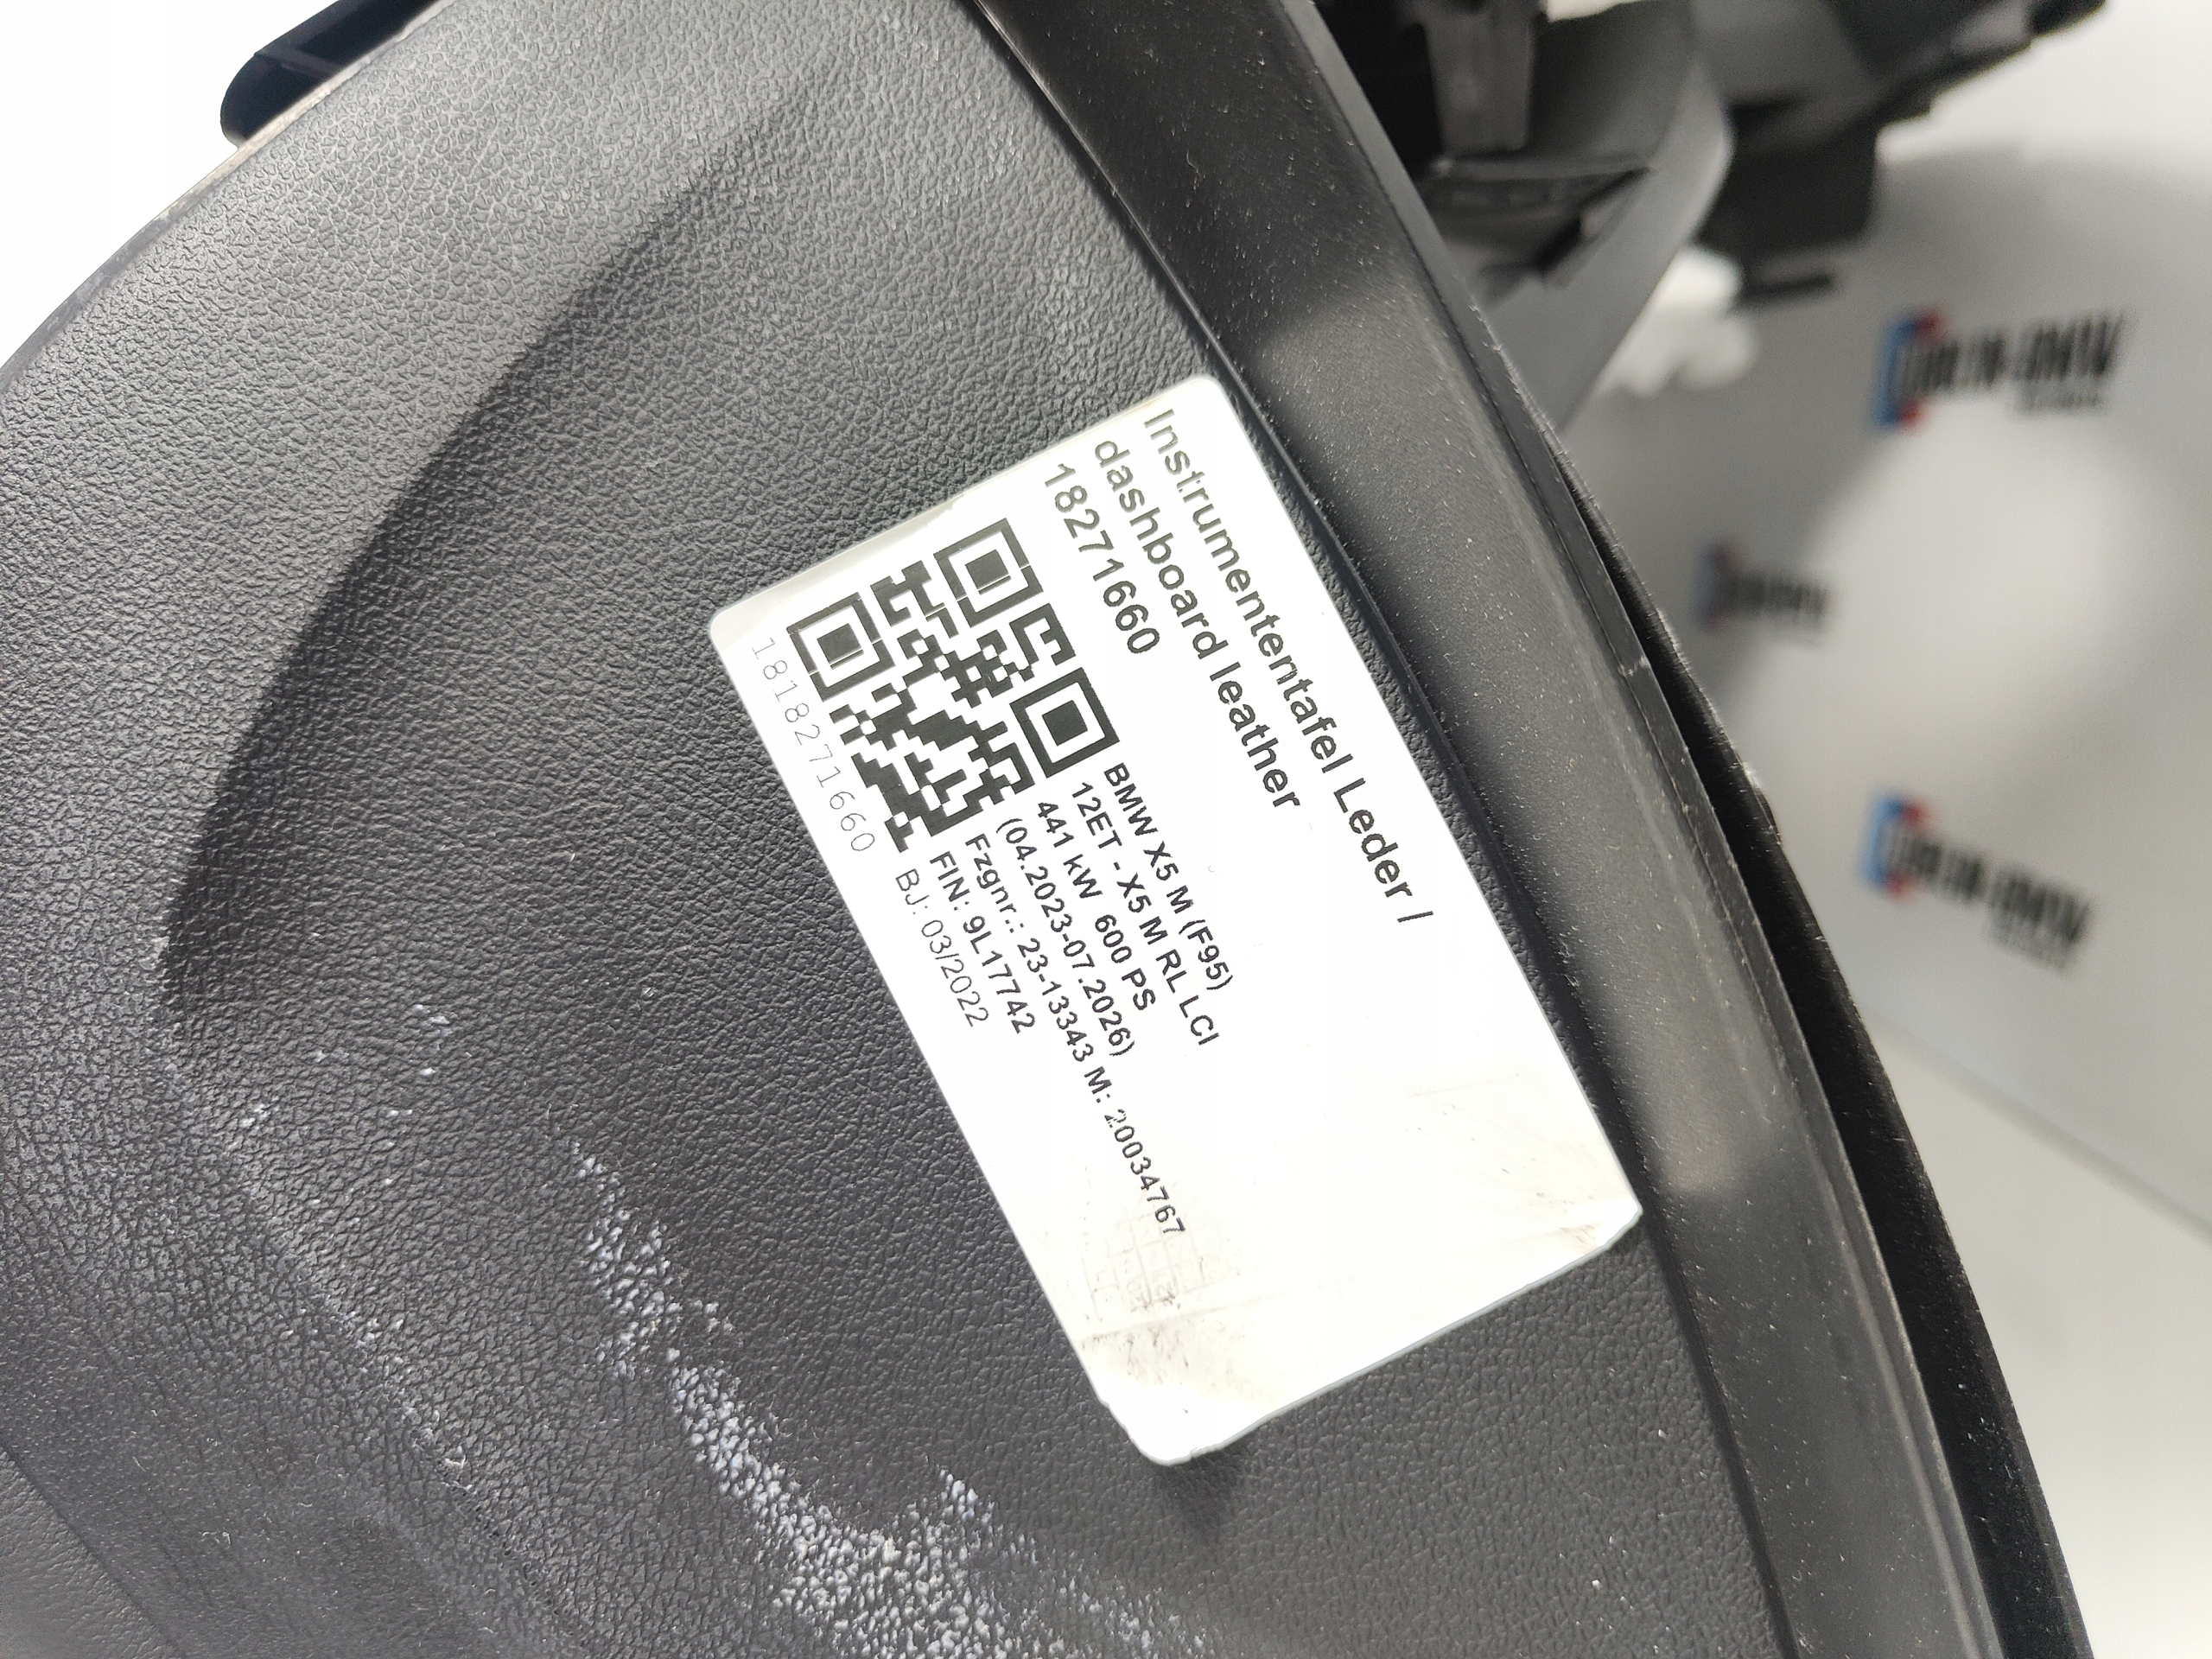 Instrumententafel Leder /
dashboard leather
18271660
BMW X5 M (F95)
12ET - X5 M RL LCI
441 kW 600 PS
(04.2023-07.2026)
Fzgnr.: 23-13343 M: 20034767
FIN: 9L17742
BJ: 03/2022
1818271660